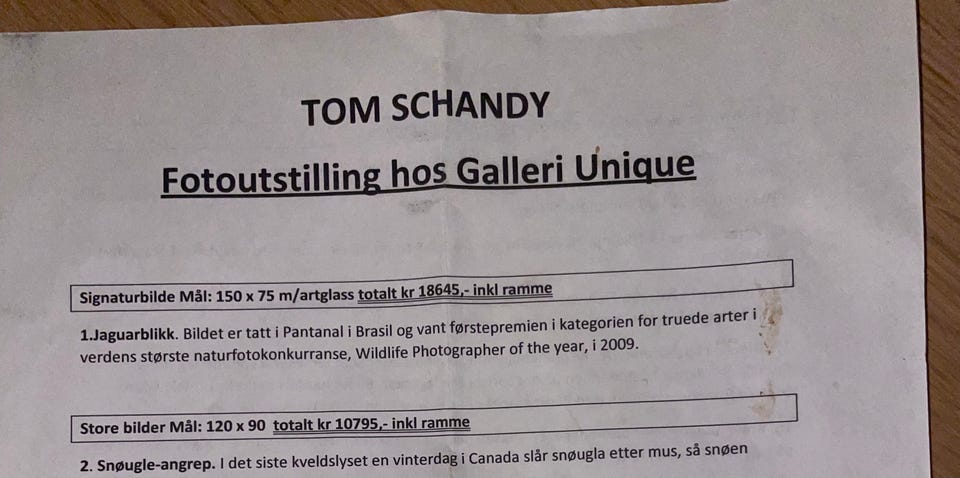 TOM SCHANDY
Fotoutstilling hos Galleri Unique
Signaturbilde Mål: 150 x 75 m/artglass totalt kr 18645,- inkl ramme
1.Jaguarblikk. Bildet er tatt i Pantanal i Brasil og vant førstepremien i kategorien for truede arter i
verdens største naturfotokonkurranse, Wildlife Photographer of the year, i 2009.
Store bilder Mål: 120 x 90 totalt kr 10795,- inkl ramme
2. Snøugle-angrep. I det siste kveldslyset en vinterdag i Canada slår snøugla etter mus, så snøen